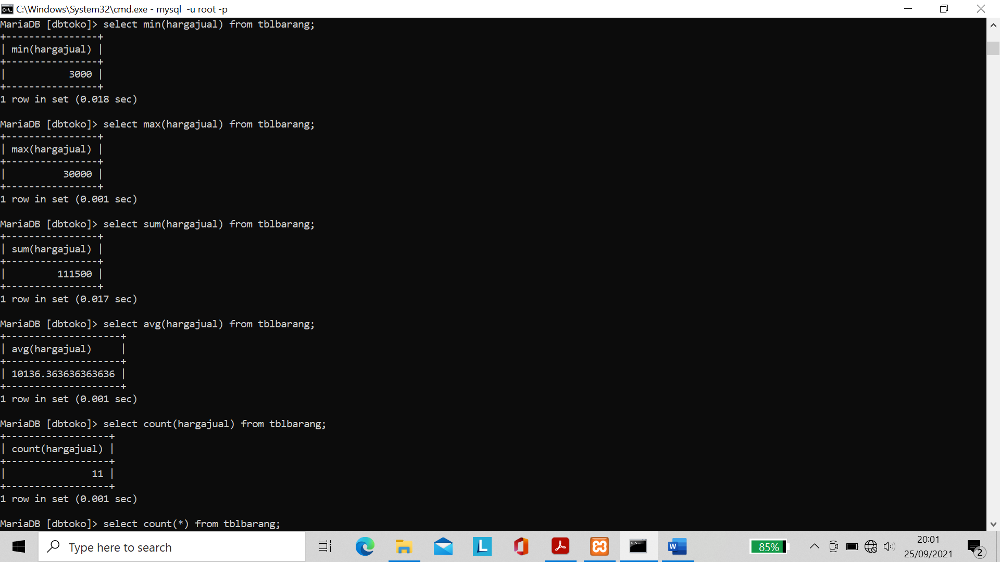 C:\Windows\System32\cmd.exe - mysql  -u root -p
MariaDB [dbtoko]> select min(hargajual) from tblbarang;
+----------------+
| min(hargajual) |
+----------------+
|           3000 |
+----------------+
1 row in set (0.018 sec)

MariaDB [dbtoko]> select max(hargajual) from tblbarang;
+----------------+
| max(hargajual) |
+----------------+
|          30000 |
+----------------+
1 row in set (0.001 sec)

MariaDB [dbtoko]> select sum(hargajual) from tblbarang;
+----------------+
| sum(hargajual) |
+----------------+
|         111500 |
+----------------+
1 row in set (0.017 sec)

MariaDB [dbtoko]> select avg(hargajual) from tblbarang;
+--------------------+
| avg(hargajual)     |
+--------------------+
| 10136.363636363636 |
+--------------------+
1 row in set (0.001 sec)

MariaDB [dbtoko]> select count(hargajual) from tblbarang;
+------------------+
| count(hargajual) |
+------------------+
|               11 |
+------------------+
1 row in set (0.001 sec)

MariaDB [dbtoko]> select count(*) from tblbarang;
Type here to search
L
W
85%
20:01
25/09/2021
2